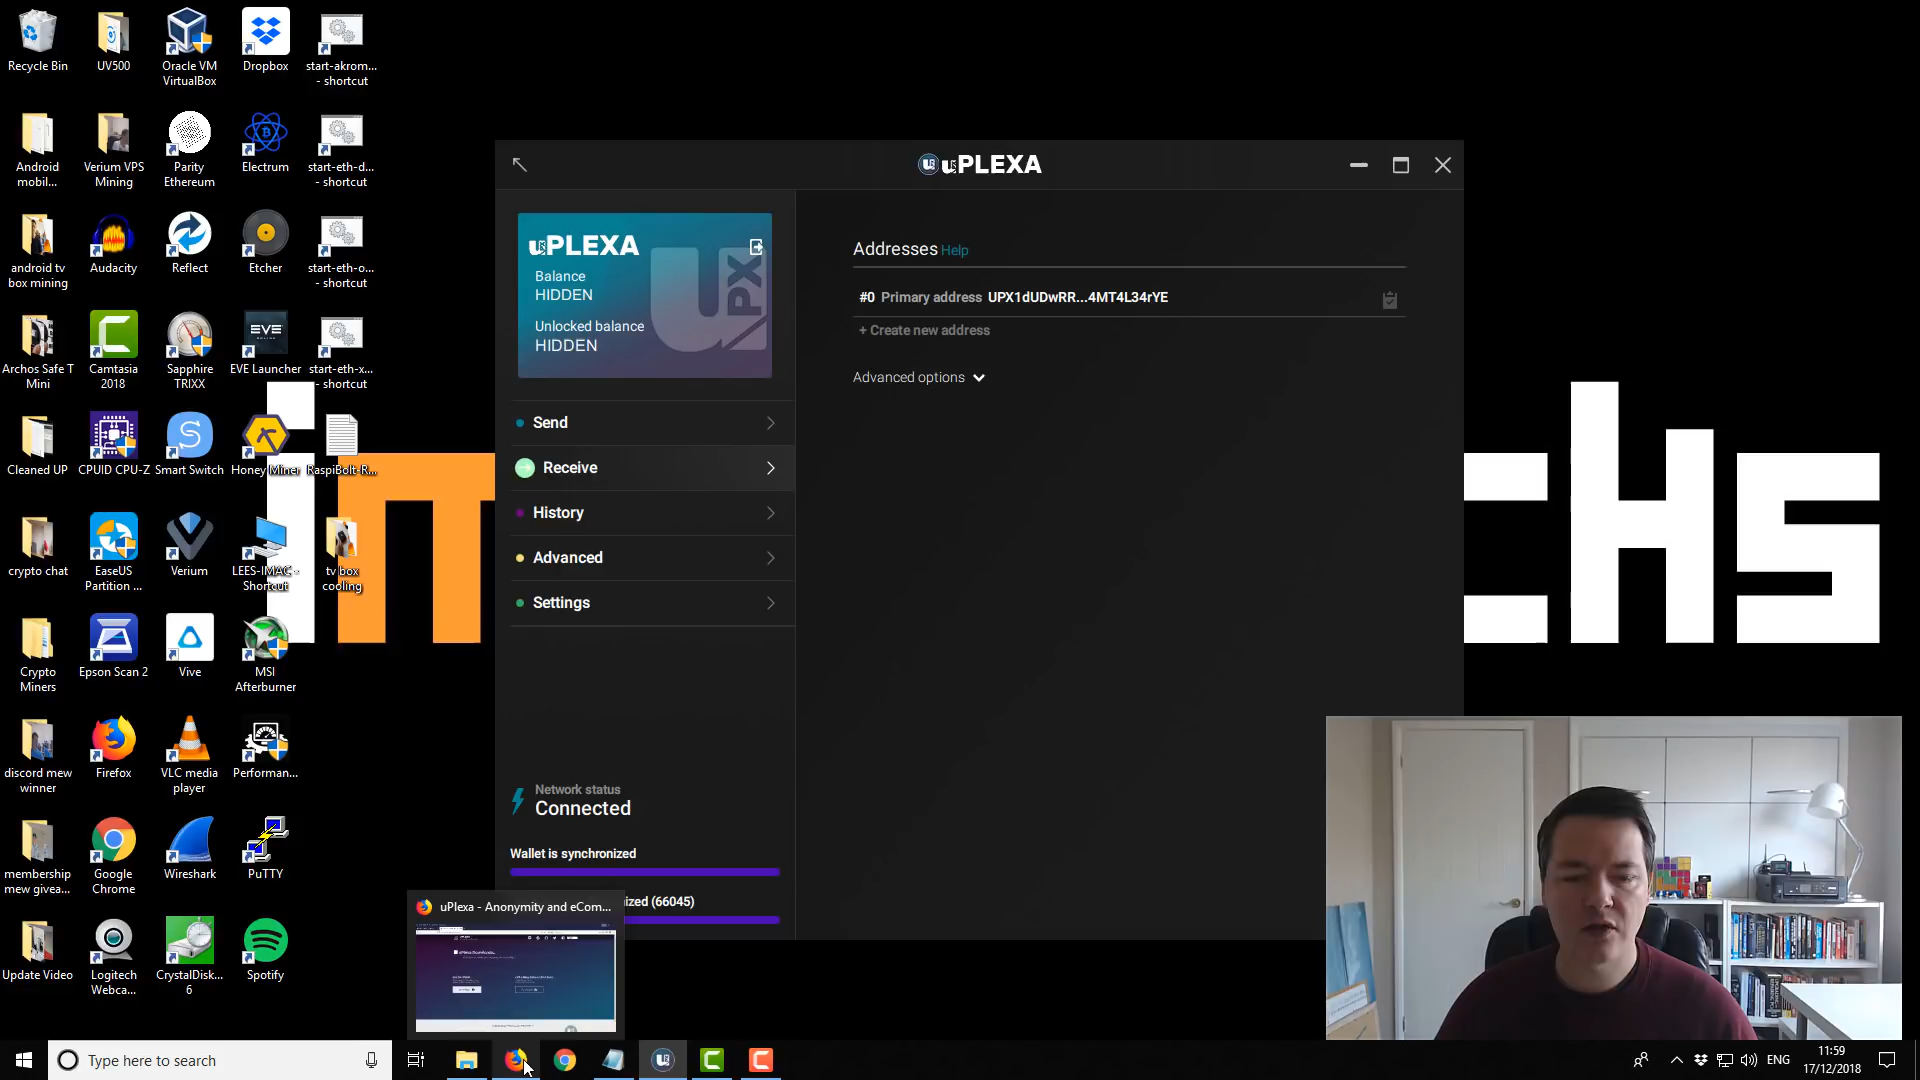 Recycle Bin
UV500
Oracle VM
VirtualBox
Dropbox
start-akrom...
- shortcut
Android
mobil...
Verium VPS
Mining
Parity
Ethereum
Electrum
start-eth-d...
- shortcut
android tv
box mining
Audacity
Reflect
Etcher
start-eth-o...
- shortcut
Archos Safe T
Mini
Camtasia
2018
Sapphire
TRIXX
EVE
EVE Launcher
start-eth-x...
- shortcut
Cleaned UP
CPUID CPU-Z
Smart Switch
Honey Miner
RaspiBolt-R...
crypto chat
EaseUS
Partition ...
Verium
LEES-IMAC -
Shortcut
tv box
cooling
Crypto
Miners
Epson Scan 2
Vive
MSI
Afterburner
discord mew
winner
Firefox
VLC media
player
Performan...
membership
mew givea...
Google
Chrome
Wireshark
PuTTY
Update Video
Logitech
Webca...
CrystalDisk...
6
Spotify
uPLEXA
uPLEXA
UPX
Balance
HIDDEN
Unlocked balance
HIDDEN
Send
Receive
History
Advanced
Settings
Network status
Connected
Wallet is synchronized
ized (66045)
Addresses Help
#0 Primary address UPX1dUDwRR...4MT4L34rYE
+ Create new address
Advanced options
chs
uPlexa - Anonymity and eCom...
Type here to search
ENG
11:59
17/12/2018